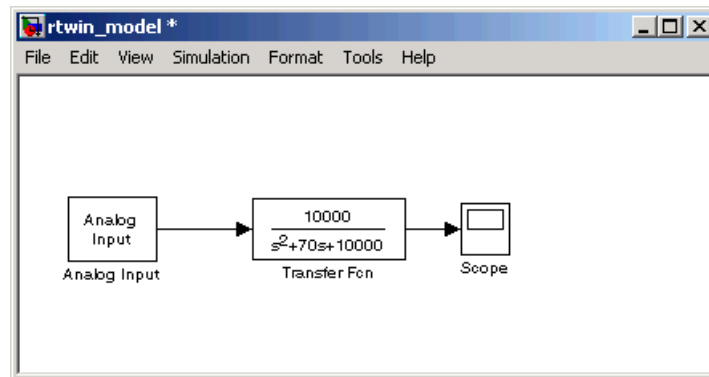 rtwin_model *
File Edit View Simulation Format Tools Help
Analog
Input
Analog Input
10000
s²+70s+10000
Transfer Fcn
Scope